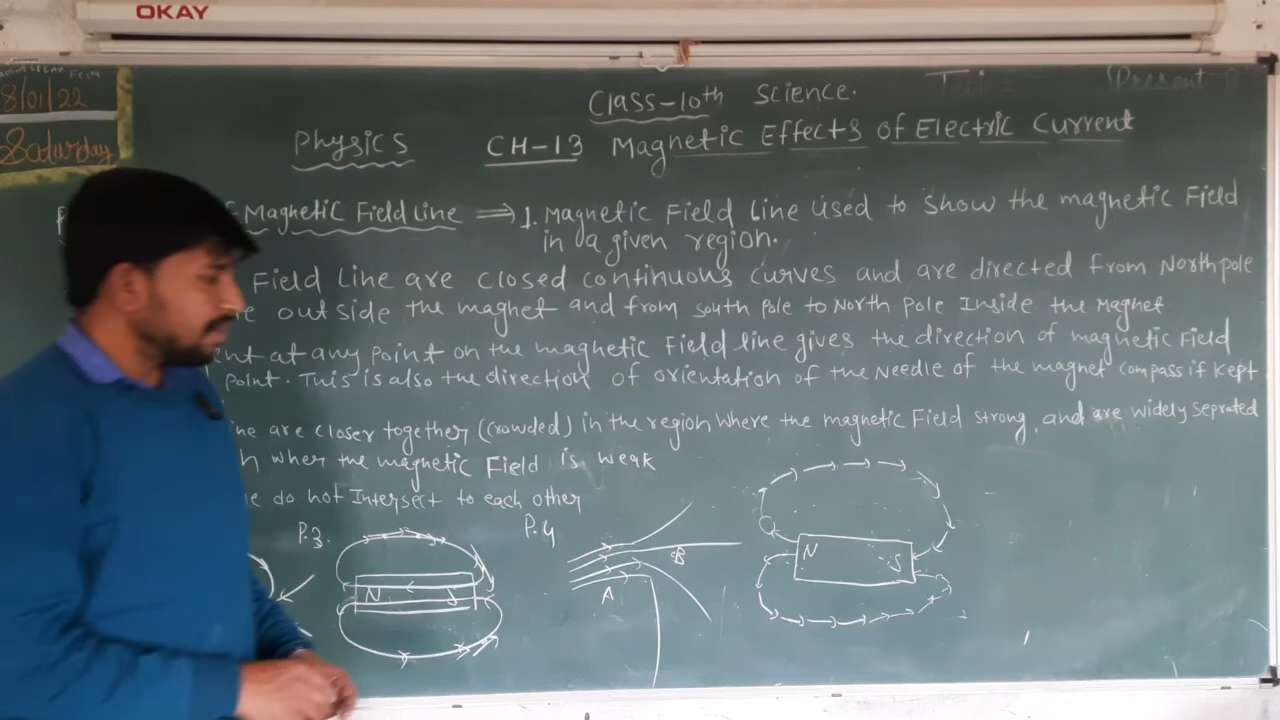 OKAY
8/01/22
Saturday
Class-10th Science.
Present
Physics CH-13 Magnetic Effects of Electric Current
Magnetic Field Line ⇒ 1. Magnetic Field Line used to show the magnetic Field
in a given region.
Field Line are closed continuous curves and are directed from North pole
outside the magnet and from south pole to North pole Inside the Magnet
at any point on the magnetic Field line gives the direction of magnetic Field
point. This is also the direction of orientation of the Needle of the magnet compass if kept
are closer together (crowded) in the region where the magnetic Field strong, and are widely seprated
wher the magnetic Field is weak
do not Intersect to each other
P.3. P.4
N S A B N S